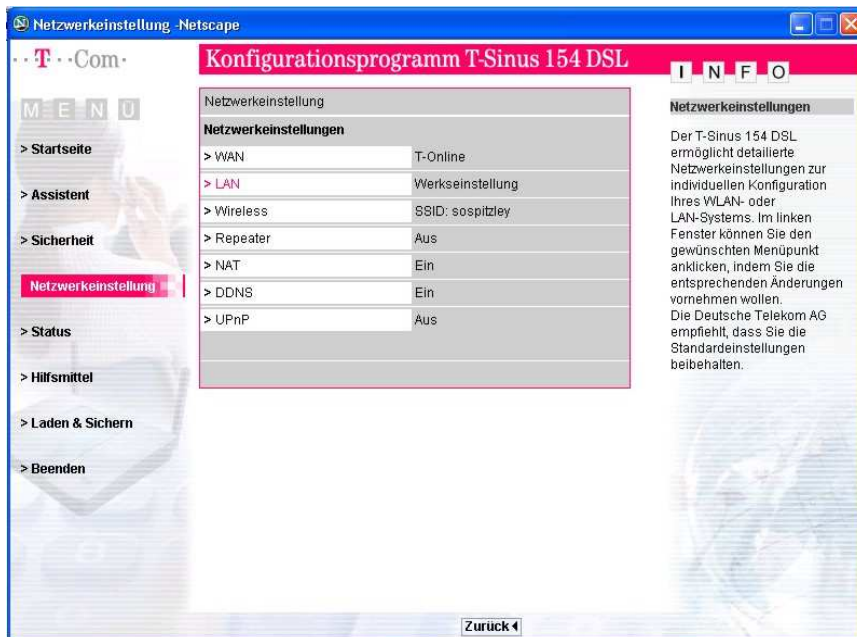 Netzwerkeinstellung -Netscape
··T··Com·
Konfigurationsprogramm T-Sinus 154 DSL
INFO
MENÜ
> Startseite
> Assistent
> Sicherheit
Netzwerkeinstellung
> Status
> Hilfsmittel
> Laden & Sichern
> Beenden
Netzwerkeinstellung
Netzwerkeinstellungen
> WAN T-Online
> LAN Werkseinstellung
> Wireless SSID: sospitzley
> Repeater Aus
> NAT Ein
> DDNS Ein
> UPnP Aus
Netzwerkeinstellungen
Der T-Sinus 154 DSL
ermöglicht detailierte
Netzwerkeinstellungen zur
individuellen Konfiguration
Ihres WLAN- oder
LAN-Systems. Im linken
Fenster können Sie den
gewünschten Menüpunkt
anklicken, indem Sie die
entsprechenden Änderungen
vornehmen wollen.
Die Deutsche Telekom AG
empfiehlt, dass Sie die
Standardeinstellungen
beibehalten.
Zurück